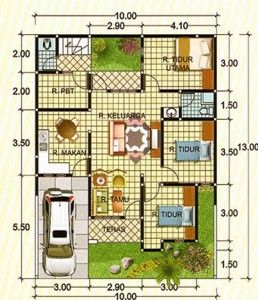 10.00
2.90
4.10
2.00
R. TIDUR
UTAMA
3.00
2.00
R. PBT
1.50
R. KELUARGA
3.50
R. MAKAN
R. TIDUR
3.50
13.00
R. TAMU
R. TIDUR
3.00
5.50
TERAS
1.50
3.00
2.90
3.00
10.00